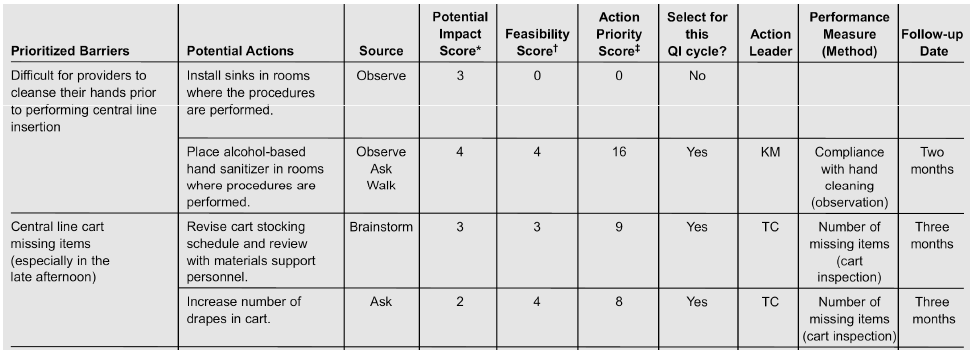 Prioritized Barriers
Potential Actions
Source
Potential
Impact
Score*
Feasibility
Score†
Action
Priority
Score‡
Select for
this
QI cycle?
Action
Leader
Performance
Measure
(Method)
Follow-up
Date
Difficult for providers to
cleanse their hands prior
to performing central line
insertion
Install sinks in rooms
where the procedures
are performed.
Observe
3
0
0
No
Place alcohol-based
hand sanitizer in rooms
where procedures are
performed.
Observe
Ask
Walk
4
4
16
Yes
KM
Compliance
with hand
cleaning
(observation)
Two
months
Central line cart
missing items
(especially in the
late afternoon)
Revise cart stocking
schedule and review
with materials support
personnel.
Brainstorm
3
3
9
Yes
TC
Number of
missing items
(cart
inspection)
Three
months
Increase number of
drapes in cart.
Ask
2
4
8
Yes
TC
Number of
missing items
(cart inspection)
Three
months